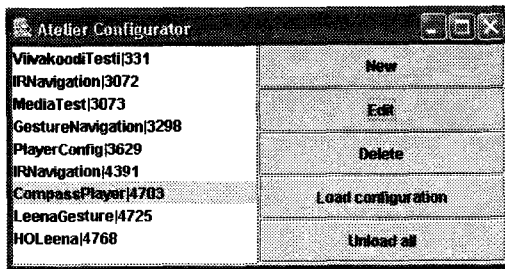 Atelier Configurator
ViivakoodiTesti|331
IRNavigation|3072
MediaTest|3073
GestureNavigation|3298
PlayerConfig|3629
IRNavigation|4391
CompassPlayer|4703
LeenaGesture|4725
HOLeena|4768
New
Edit
Delete
Load configuration
Unload all